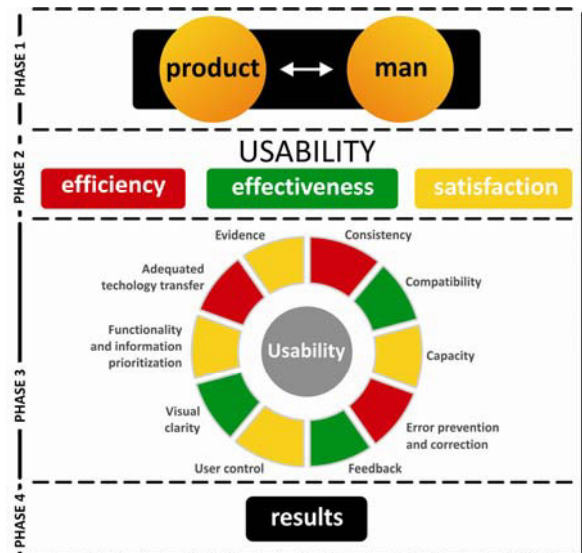 PHASE 1
product
man
PHASE 2
USABILITY
efficiency
effectiveness
satisfaction
PHASE 3
Evidence
Consistency
Adequated
techology transfer
Compatibility
Functionality
and information
prioritization
Usability
Capacity
Visual
clarity
Error prevention
and correction
User control
Feedback
PHASE 4
results